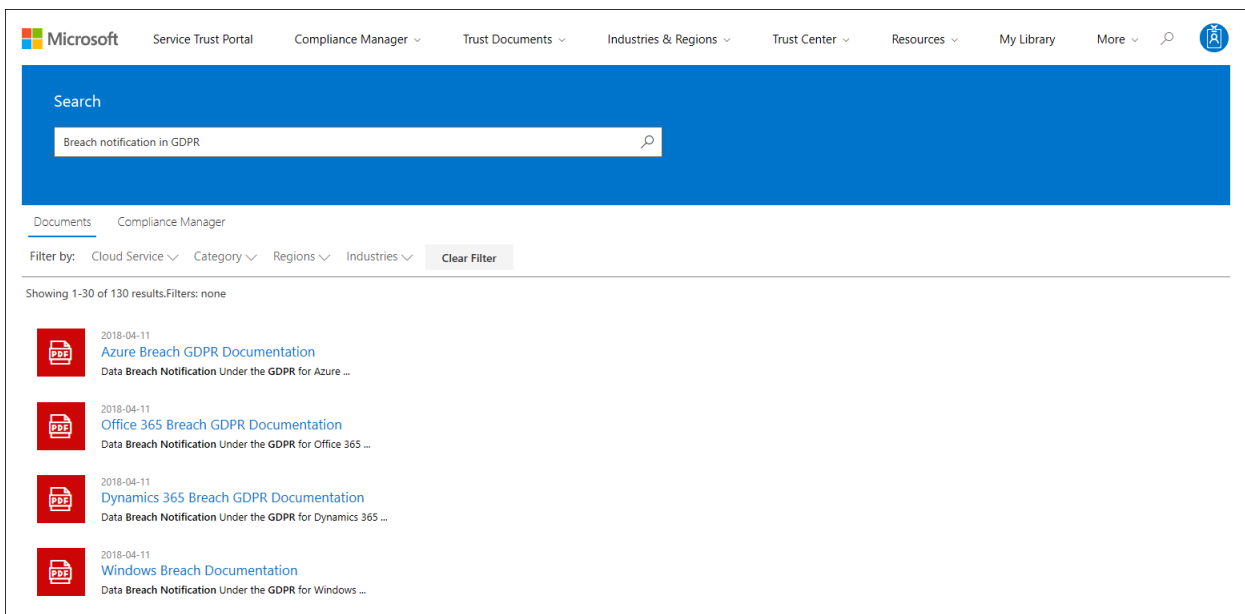 Microsoft Service Trust Portal Compliance Manager Trust Documents Industries & Regions Trust Center Resources My Library More
Search
Breach notification in GDPR
Documents Compliance Manager
Filter by: Cloud Service Category Regions Industries Clear Filter
Showing 1-30 of 130 results.Filters: none
2018-04-11
Azure Breach GDPR Documentation
PDF
Data Breach Notification Under the GDPR for Azure ...
2018-04-11
Office 365 Breach GDPR Documentation
PDF
Data Breach Notification Under the GDPR for Office 365 ...
2018-04-11
Dynamics 365 Breach GDPR Documentation
PDF
Data Breach Notification Under the GDPR for Dynamics 365 ...
2018-04-11
Windows Breach Documentation
PDF
Data Breach Notification Under the GDPR for Windows ...